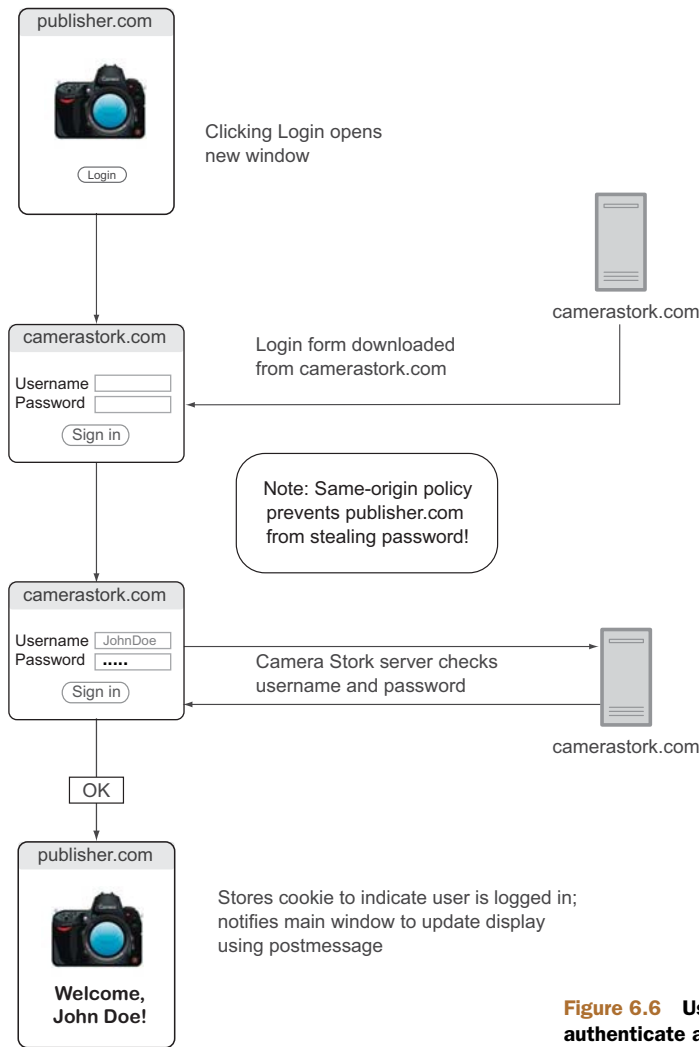 publisher.com
Login
Clicking Login opens
new window
camerastork.com
camerastork.com
Username
Password
Sign in
Login form downloaded
from camerastork.com
Note: Same-origin policy
prevents publisher.com
from stealing password!
camerastork.com
Username JohnDoe
Password .....
Sign in
Camera Stork server checks
username and password
camerastork.com
OK
publisher.com
Stores cookie to indicate user is logged in;
notifies main window to update display
using postmessage
Welcome,
John Doe!
Figure 6.6
authenticate